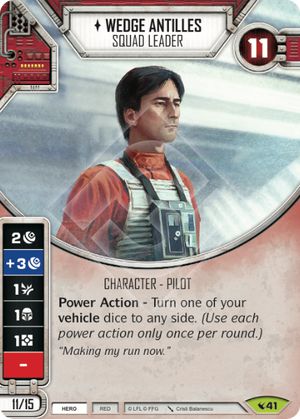 WEDGE ANTILLES
SQUAD LEADER
11
2
+3
1
1
1
-
CHARACTER - PILOT
Power Action - Turn one of your
vehicle dice to any side. (Use each
power action only once per round.)
"Making my run now."
11/15
HERO
RED
© LFL © FFG
Cristi Balanescu
41